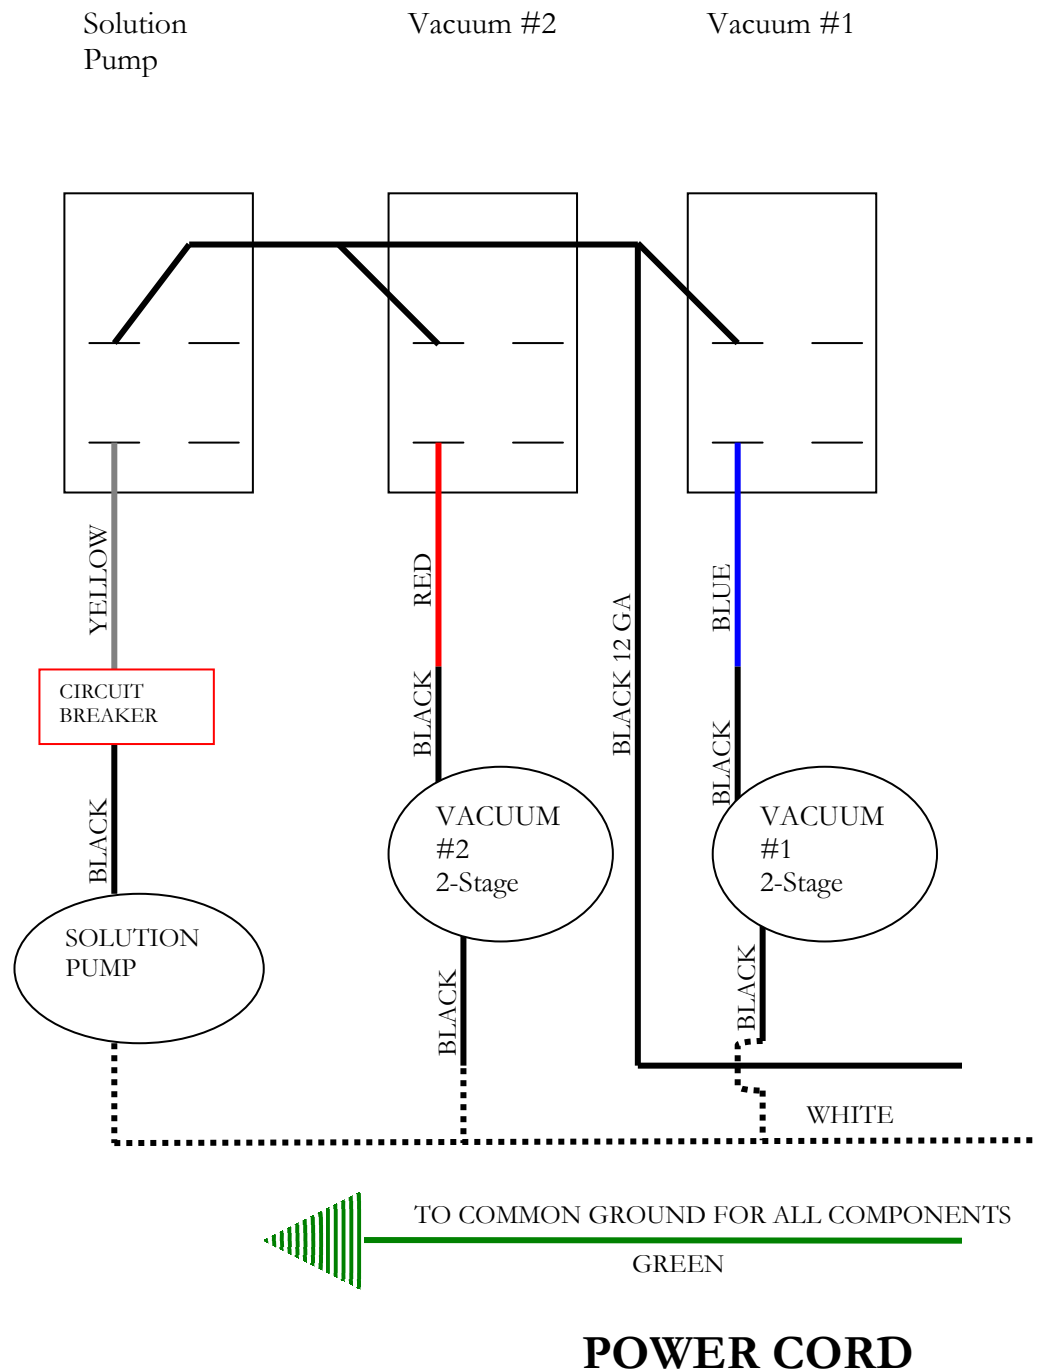 Solution
Pump
Vacuum #2
Vacuum #1
YELLOW
RED
BLUE
BLACK 12 GA
CIRCUIT
BREAKER
BLACK
BLACK
BLACK
VACUUM
#2
2-Stage
VACUUM
#1
2-Stage
SOLUTION
PUMP
BLACK
BLACK
WHITE
TO COMMON GROUND FOR ALL COMPONENTS
GREEN
POWER CORD